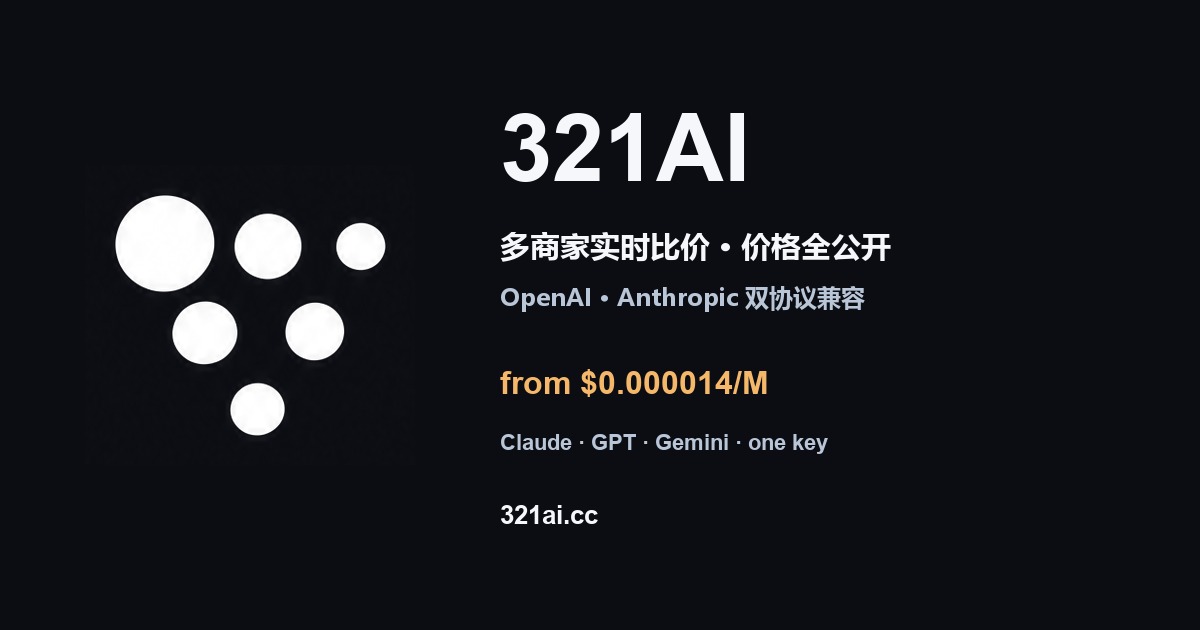 321AI
多商家实时比价 • 价格全公开
OpenAI • Anthropic 双协议兼容
from $0.000014/M
Claude · GPT · Gemini · one key
321ai.cc